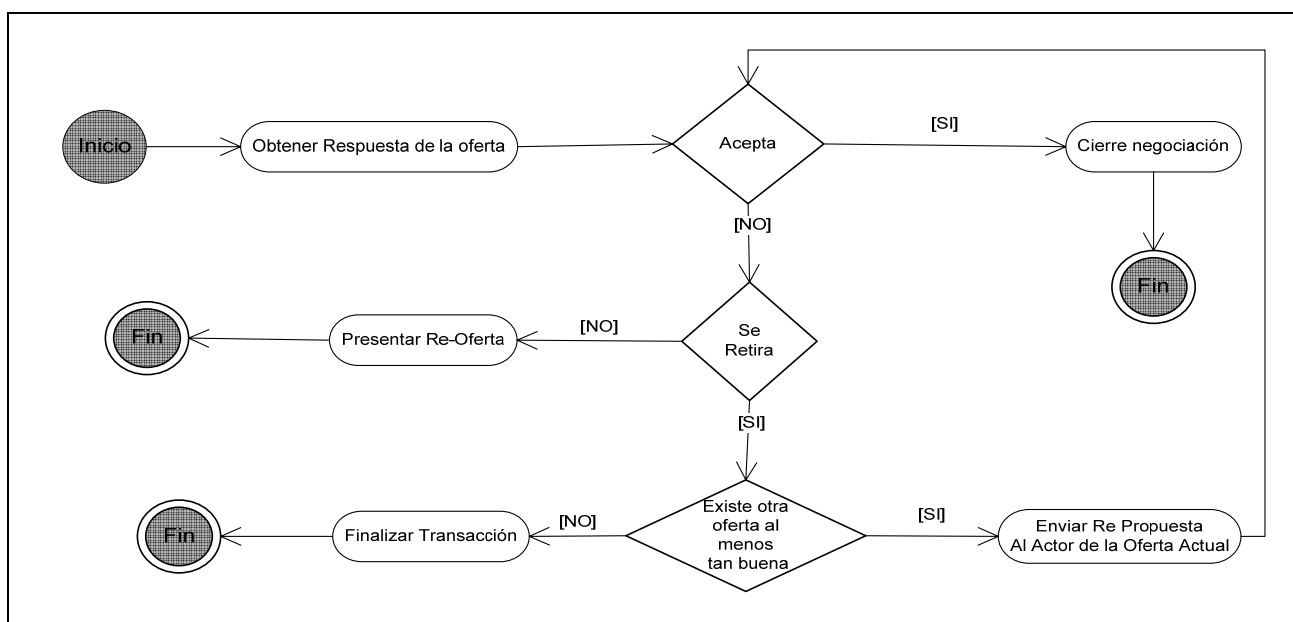 Inicio
Obtener Respuesta de la oferta
Acepta
[SI]
Cierre negociación
[NO]
Fin
Fin
Presentar Re-Oferta
[NO]
Se
Retira
[SI]
Fin
Finalizar Transacción
[NO]
Existe otra
oferta al
menos
tan buena
[SI]
Enviar Re Propuesta
Al Actor de la Oferta Actual